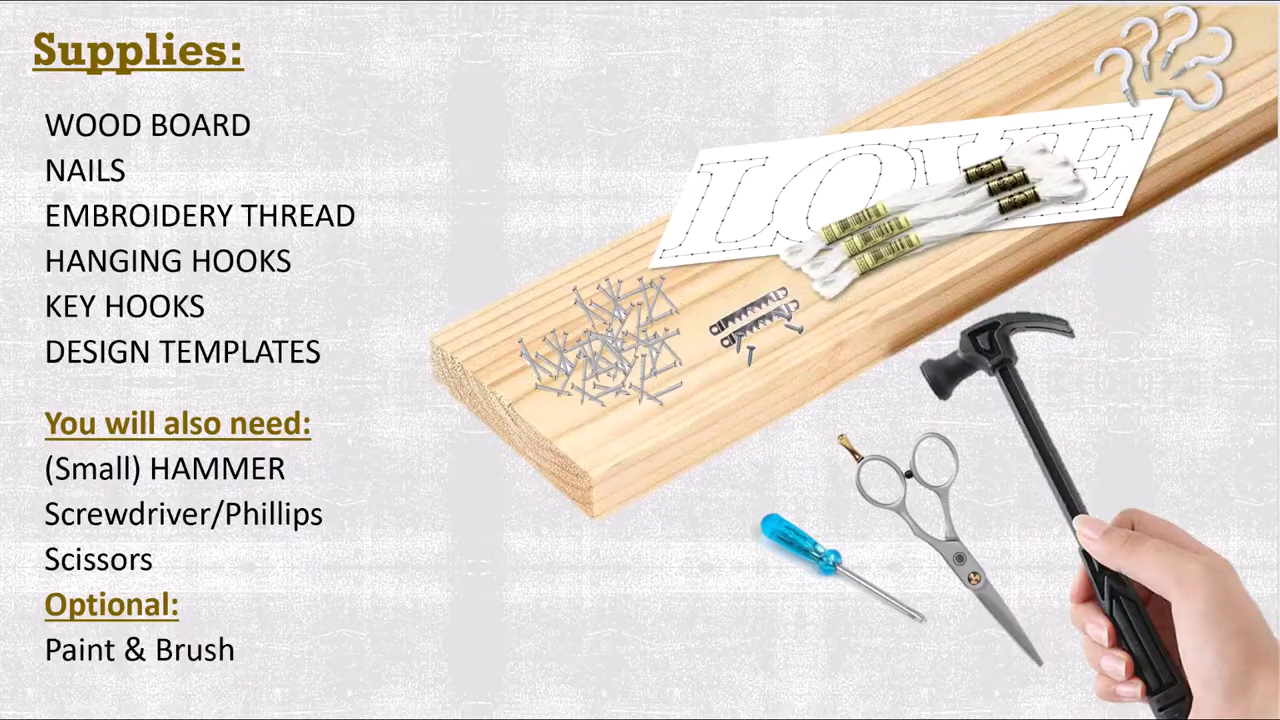 Supplies:
WOOD BOARD
NAILS
EMBROIDERY THREAD
HANGING HOOKS
KEY HOOKS
DESIGN TEMPLATES
You will also need:
(Small) HAMMER
Screwdriver/Phillips
Scissors
Optional:
Paint & Brush
LOVE